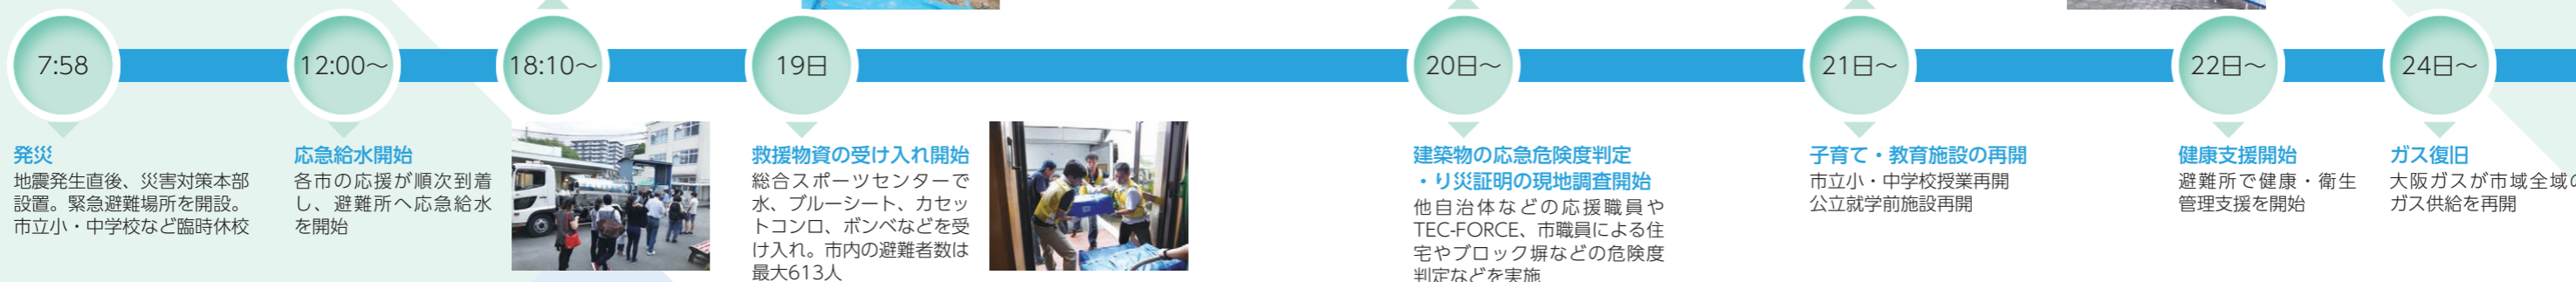 7:58
発災
地震発生直後、災害対策本部
設置。緊急避難場所を開設。
市立小・中学校など臨時休校
12:00～
応急給水開始
各市の応援が順次到着
し、避難所へ応急給水
を開始
18:10～
19日
救援物資の受け入れ開始
総合スポーツセンターで
水、ブルーシート、カセッ
トコンロ、ボンベなどを受
け入れ。市内の避難者数は
最大613人
20日～
建築物の応急危険度判定
・り災証明の現地調査開始
他自治体などの応援職員や
TEC-FORCE、市職員による住
宅やブロック塀などの危険度
判定などを実施
21日～
子育て・教育施設の再開
市立小・中学校授業再開
公立就学前施設再開
22日～
健康支援開始
避難所で健康・衛生
管理支援を開始
24日～
ガス復旧
大阪ガスが市域全域の
ガス供給を再開